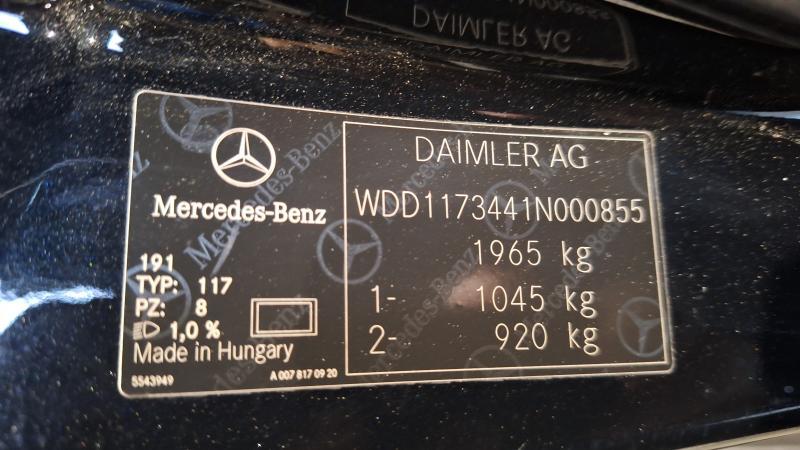 DAIMLER AG
Mercedes-Benz
191
TYP: 117
PZ: 8
1,0 %
Made in Hungary
5543949
A 007 817 09 20
DAIMLER AG
WDD1173441N000855
1965 kg
1- 1045 kg
2- 920 kg